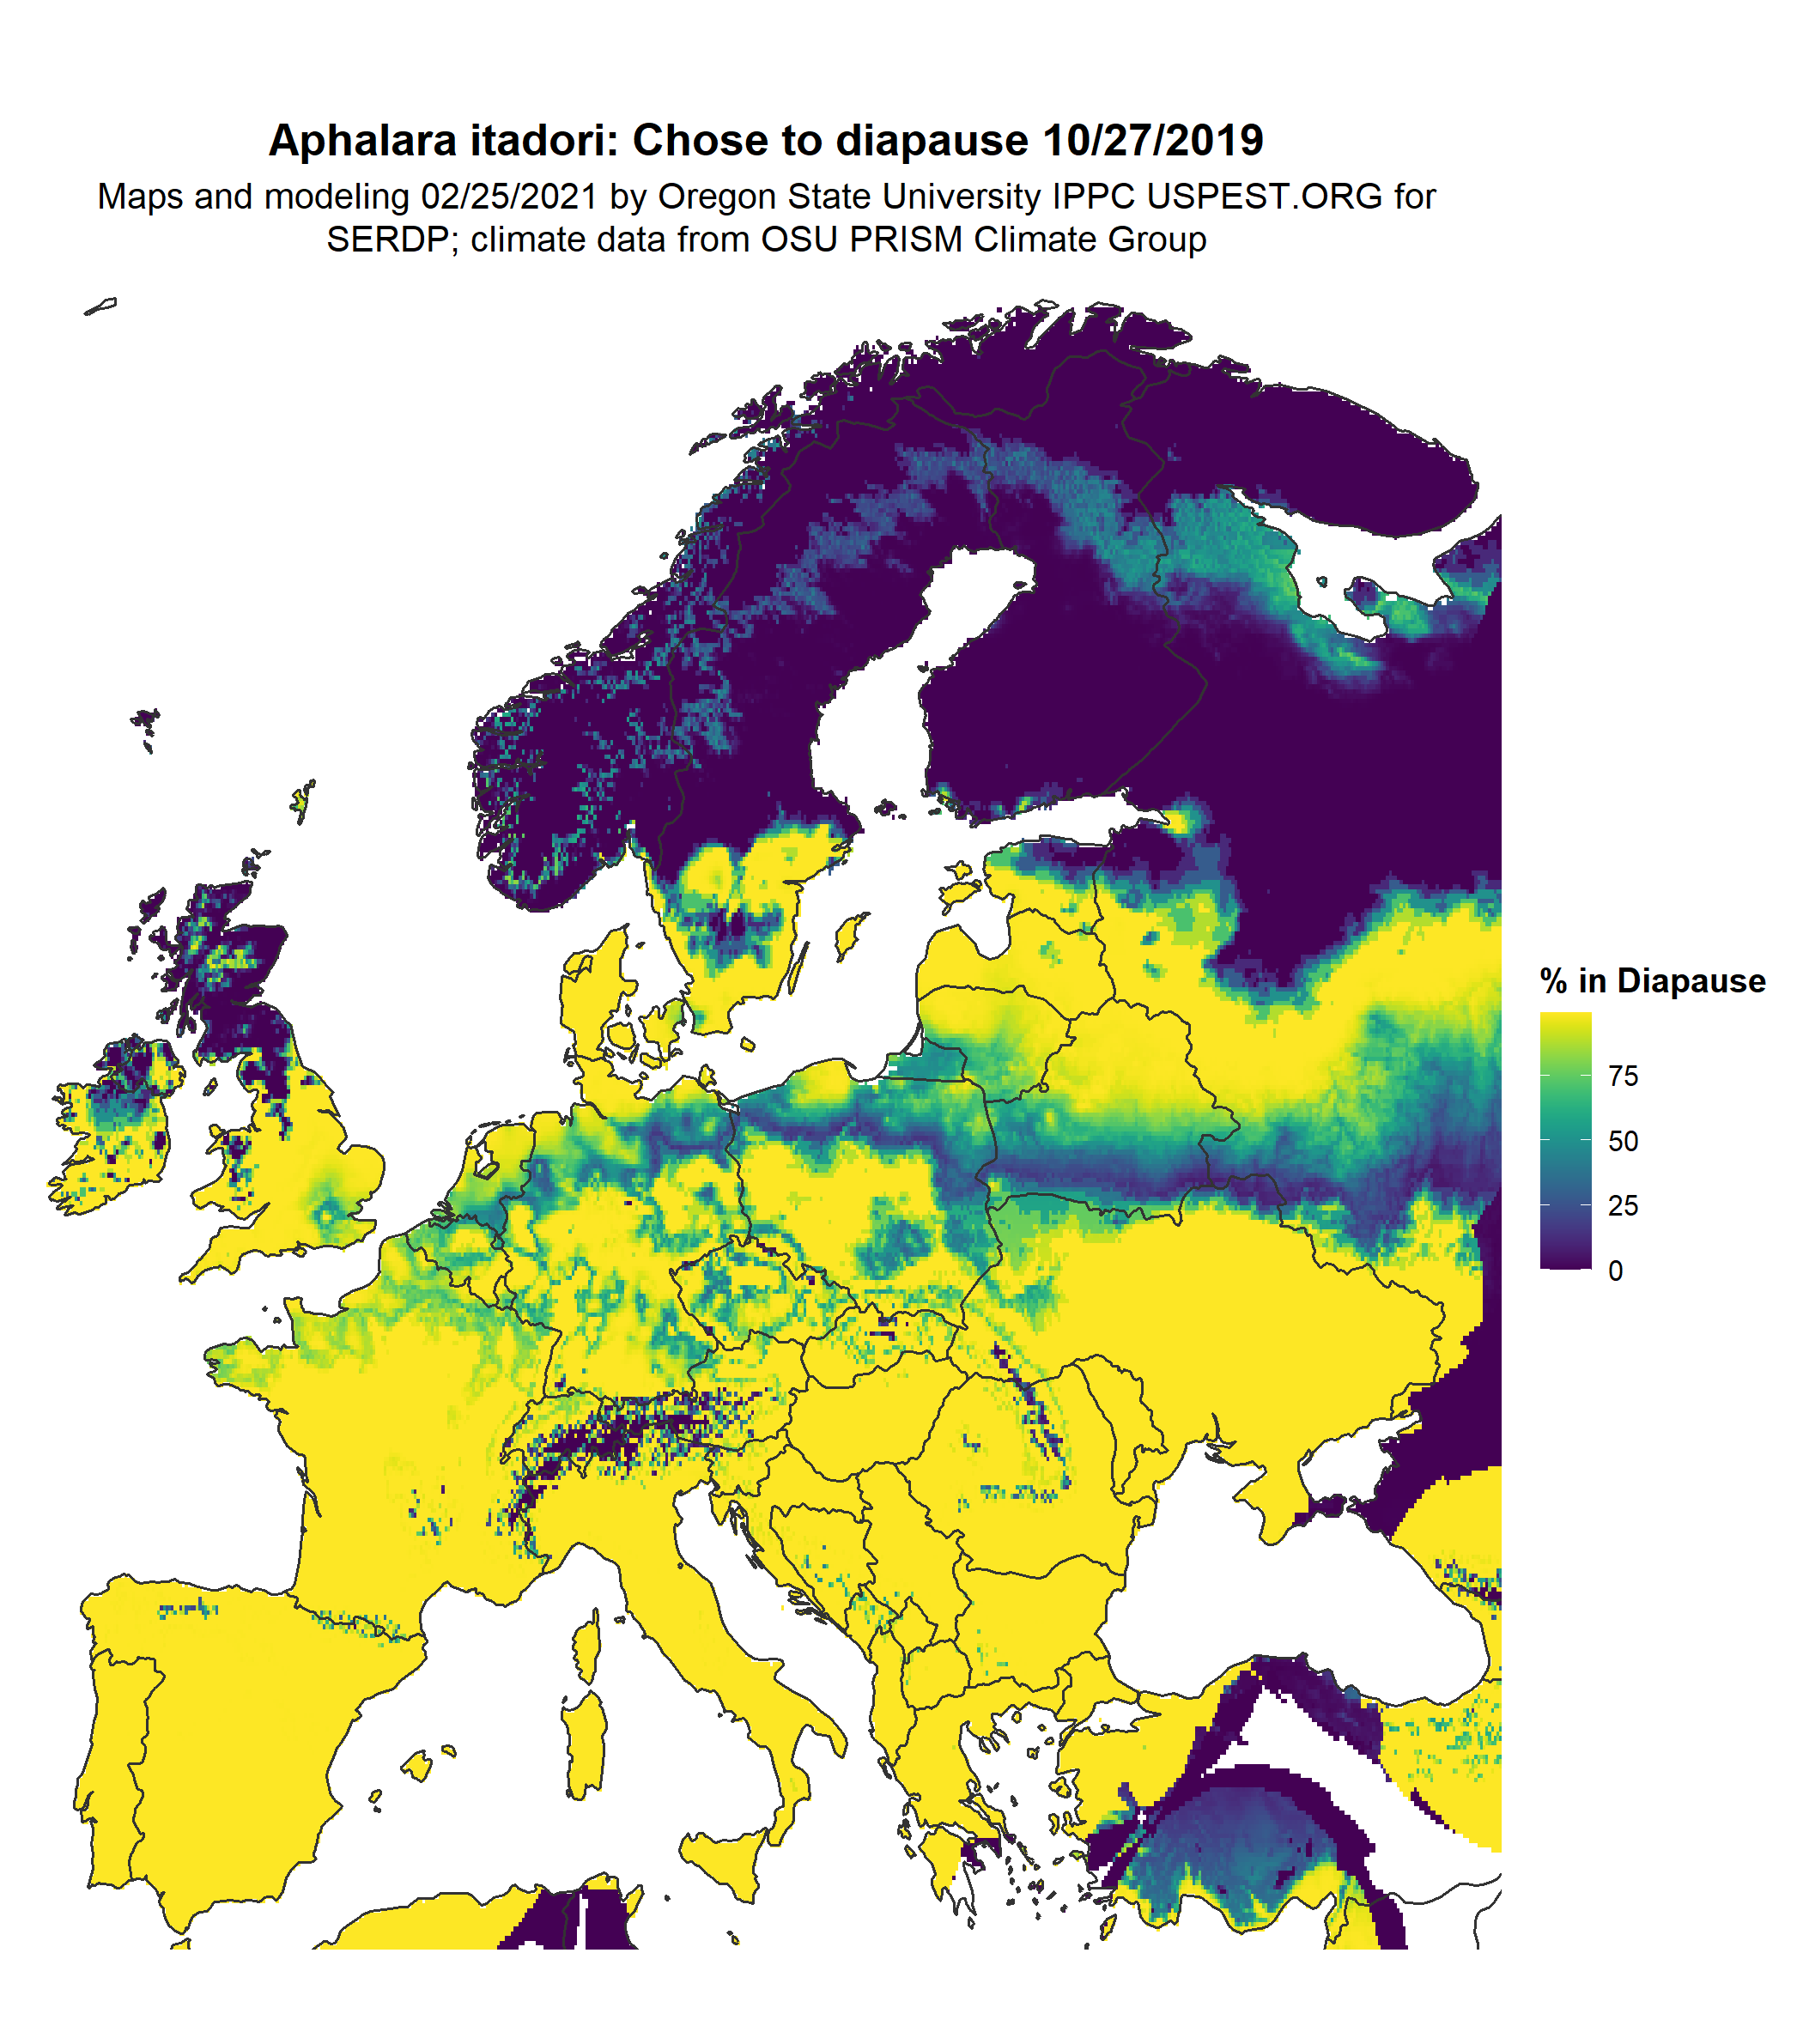 Aphalara itadori: Chose to diapause 10/27/2019
Maps and modeling 02/25/2021 by Oregon State University IPPC USPEST.ORG for
SERDP; climate data from OSU PRISM Climate Group
% in Diapause
75
50
25
0